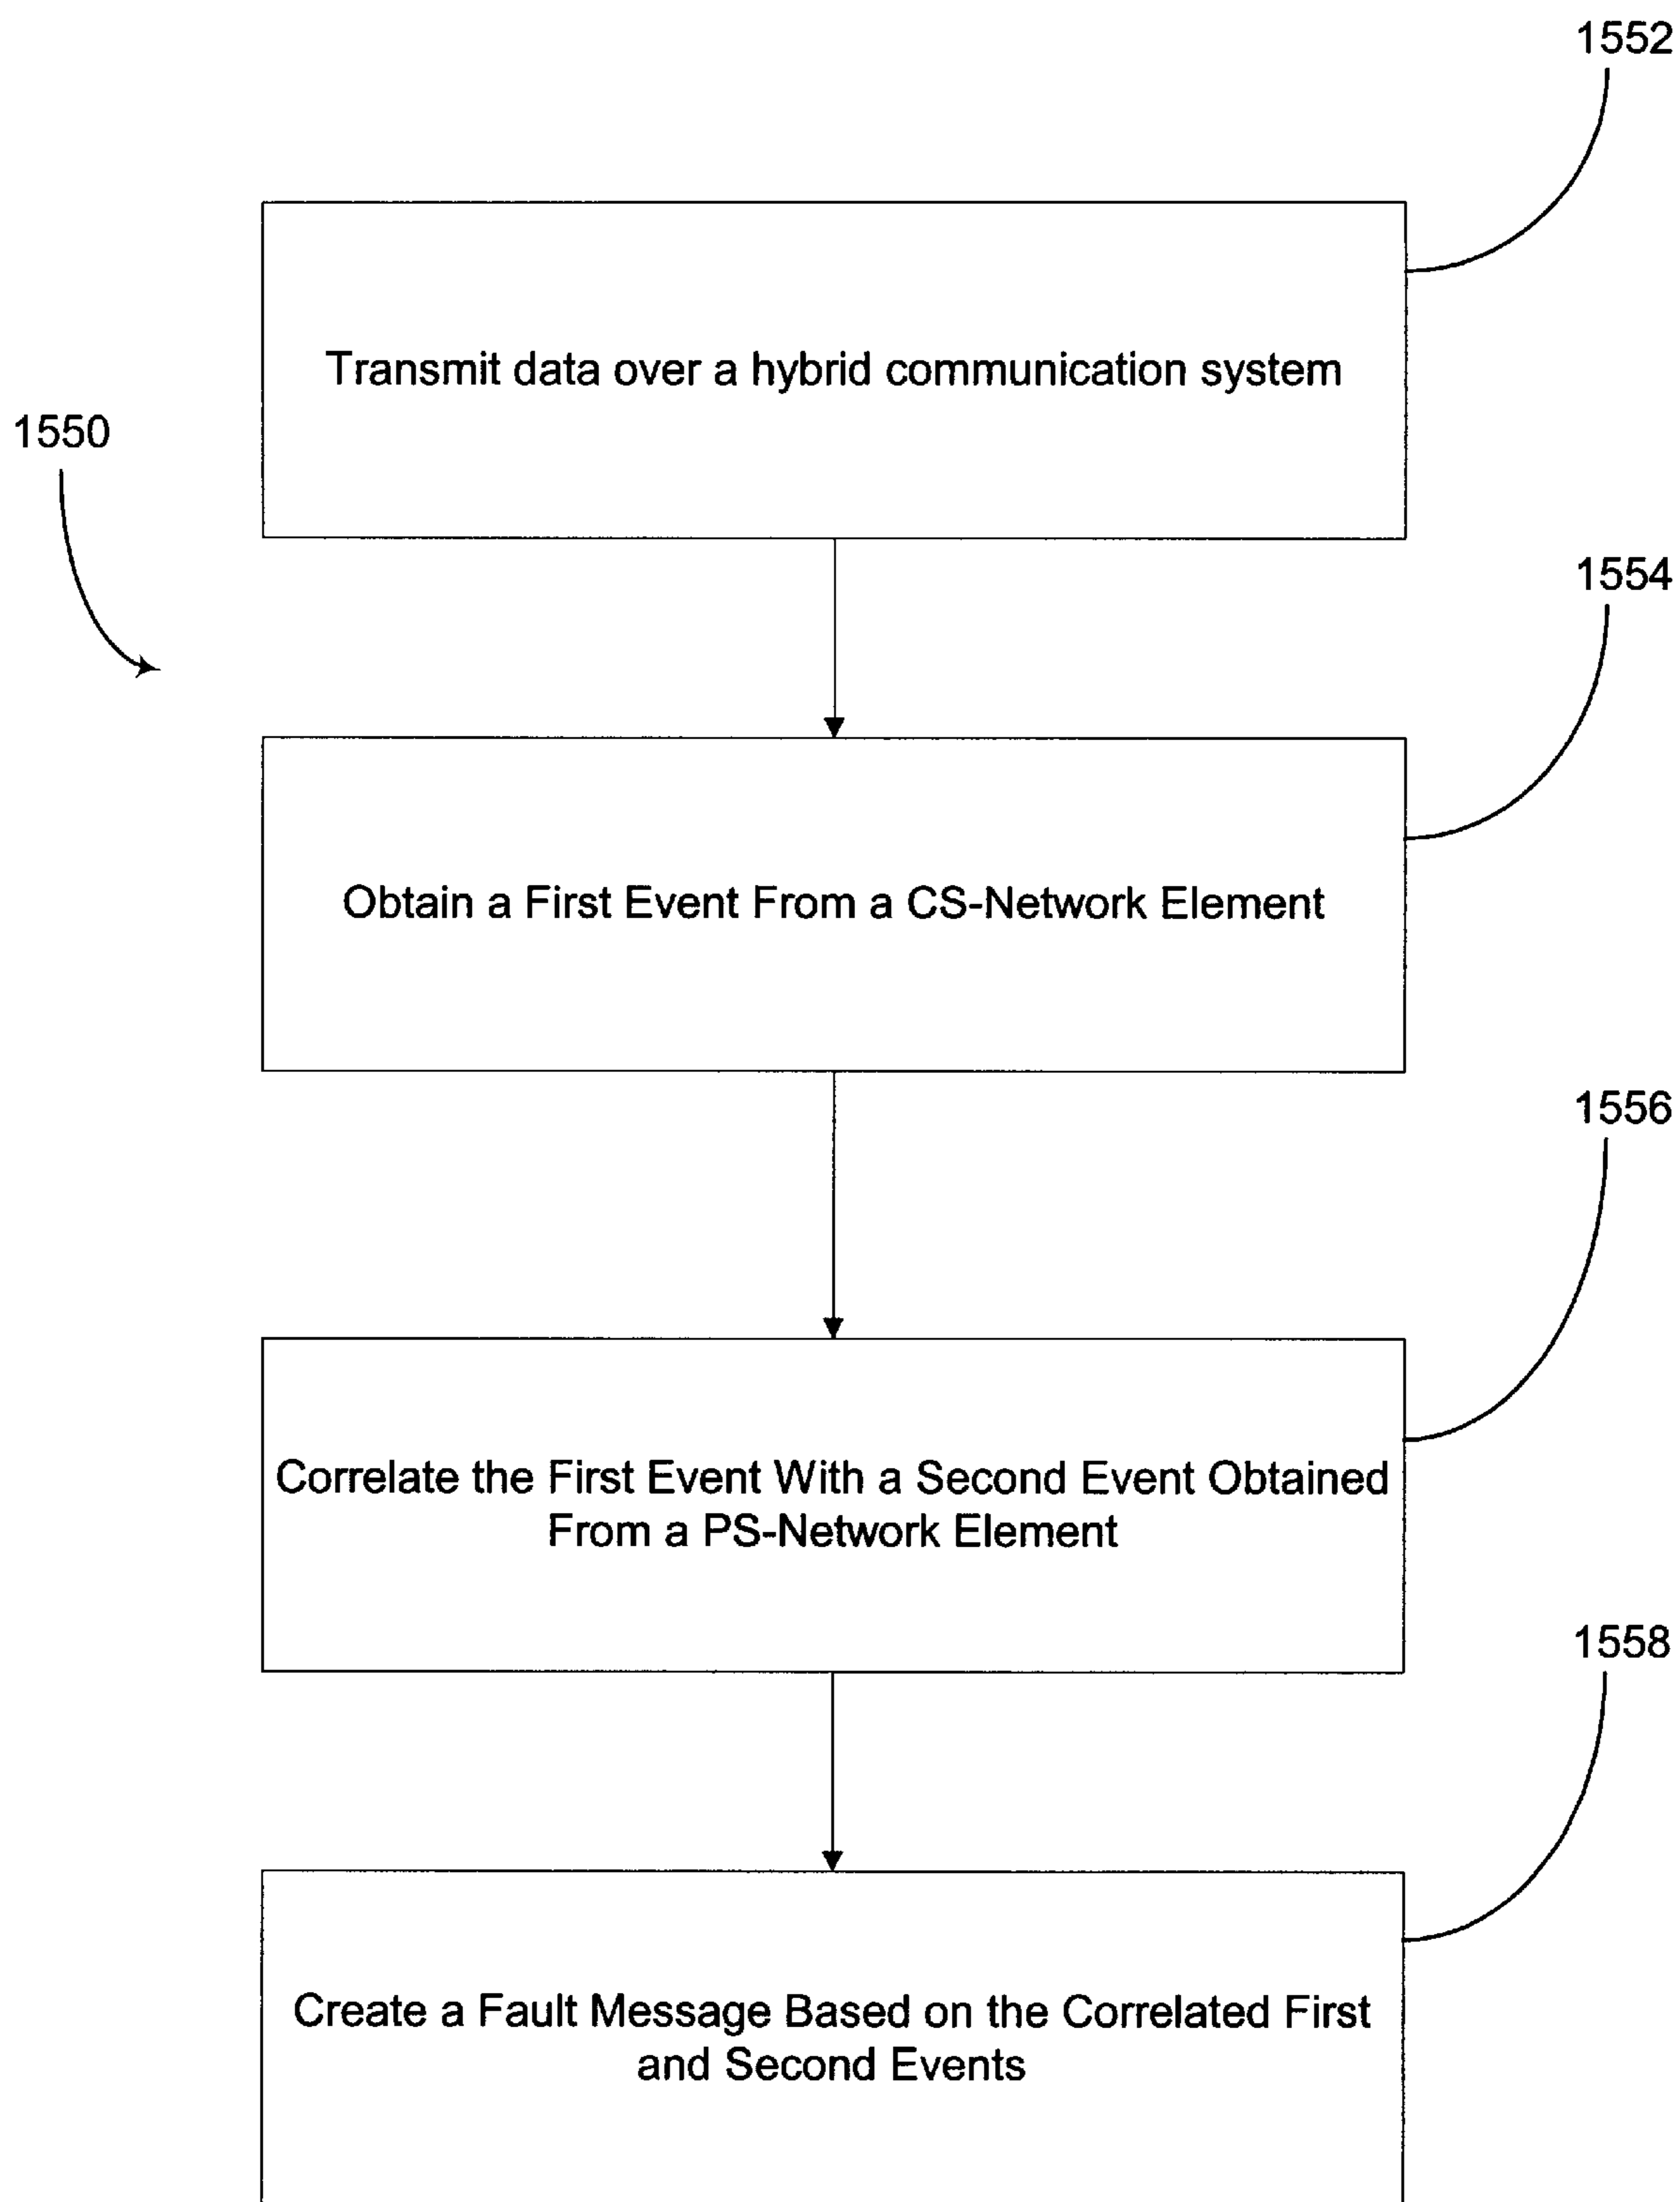 1552
Transmit data over a hybrid communication system
1550
1554
Obtain a First Event From a CS-Network Element
1556
Correlate the First Event With a Second Event Obtained
From a PS-Network Element
1558
Create a Fault Message Based on the Correlated First
and Second Events